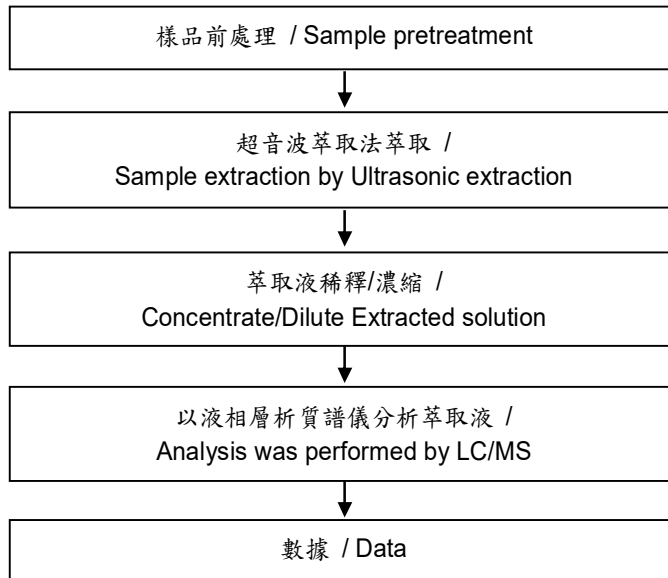 樣品前處理 / Sample pretreatment
超音波萃取法萃取 /
Sample extraction by Ultrasonic extraction
萃取液稀釋/濃縮 /
Concentrate/Dilute Extracted solution
以液相層析質譜儀分析萃取液 /
Analysis was performed by LC/MS
數據 / Data